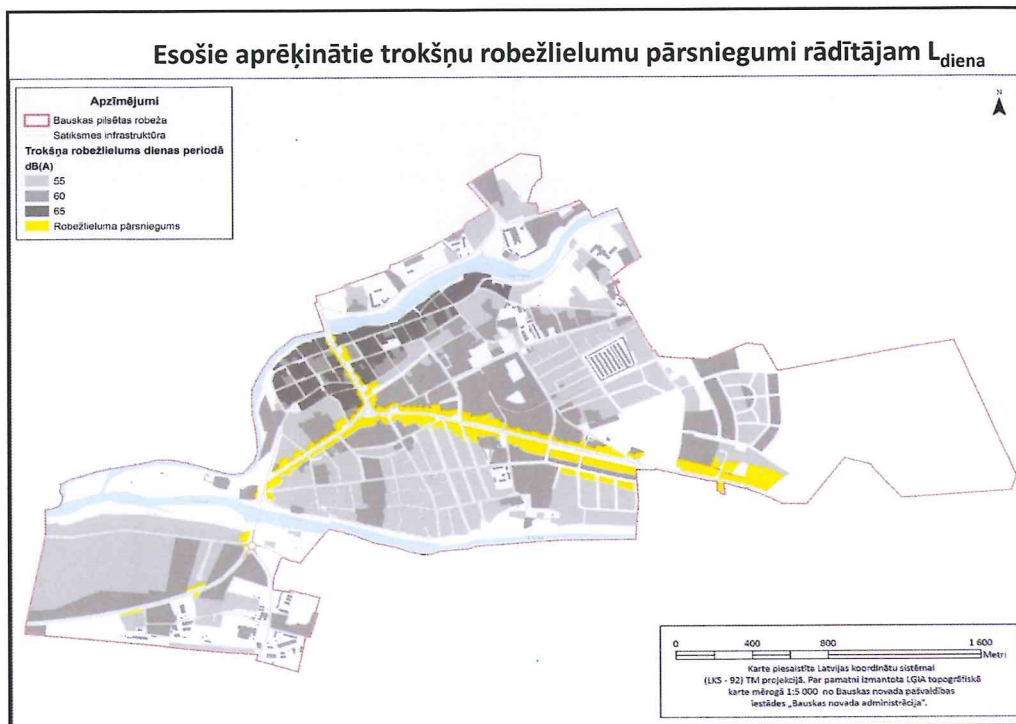 Esošie aprēķinātie trokšņu robežlielumu pārsniegumi rādītājam L diena
Apzīmējumi
Bauskas pilsētas robeža
Satiksmes infrastruktūra
Trokšņa robežlielums dienas periodā
dB(A)
55
60
65
Robežlieluma pārsniegums
N
0 400 800 1 600
Metri
Karte piesaistīta Latvijas koordinātu sistēmai
(LKS - 92) TM projekcijā. Par pamatni izmantota LĢIA topogrāfiskā
karte mērogā 1:5 000 no Bauskas novada pašvaldības
iestādes „Bauskas novada administrācija".